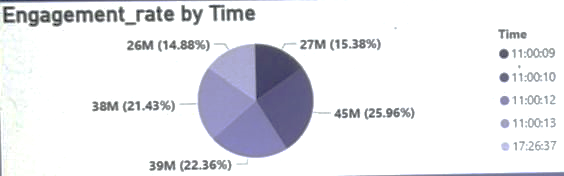 Engagement_rate by Time
26M (14.88%)
27M (15.38%)
38M (21.43%)
45M (25.96%)
39M (22.36%)
Time
11:00:09
11:00:10
11:00:12
11:00:13
17:26:37